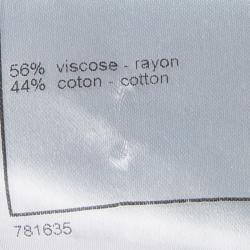 56% viscose - rayon
44% coton - cotton
781635